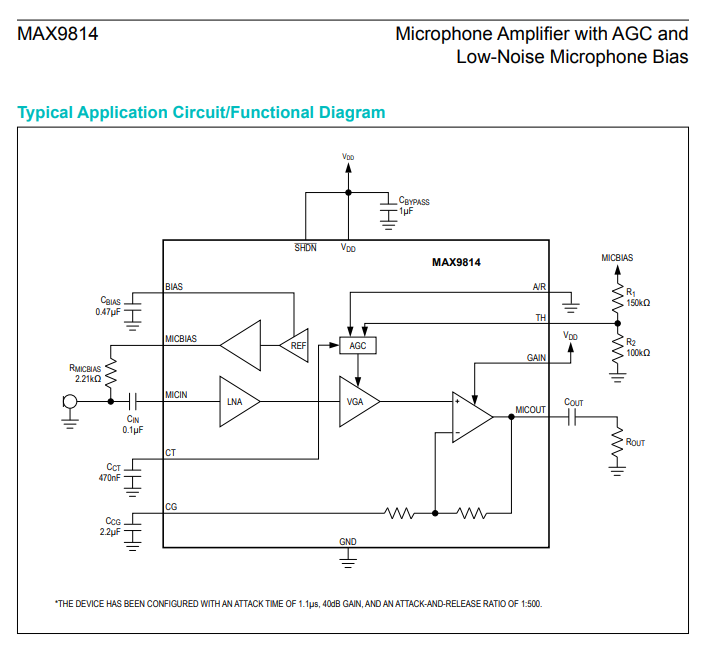 MAX9814
Microphone Amplifier with AGC and
Low-Noise Microphone Bias
Typical Application Circuit/Functional Diagram
VDD
CBYPASS
1µF
SHDN
VDD
MAX9814
CBIAS
0.47µF
BIAS
A/R
MICBIAS
R1
150kΩ
TH
MICBIAS
REF
AGC
VDD
R2
100kΩ
RMICBIAS
2.21kΩ
GAIN
MICIN
LNA
VGA
+
−
MICOUT
COUT
ROUT
CIN
0.1µF
CT
CCT
470nF
CG
CCG
2.2µF
GND
*THE DEVICE HAS BEEN CONFIGURED WITH AN ATTACK TIME OF 1.1µs, 40dB GAIN, AND AN ATTACK-AND-RELEASE RATIO OF 1:500.